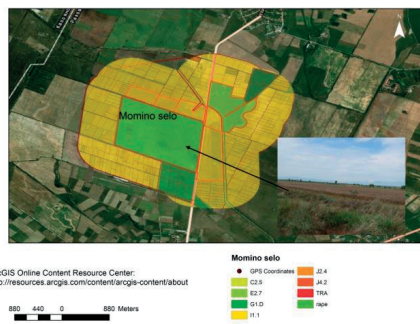 Momino selo
cGIS Online Content Resource Center:
p://resources.arcgis.com/content/arcgis-content/about
880 440 0 880 Meters
Momino selo
GPS Coordinates
C2.5
E2.7
G1.D
I1.1
J2.4
J4.2
TRA
rape